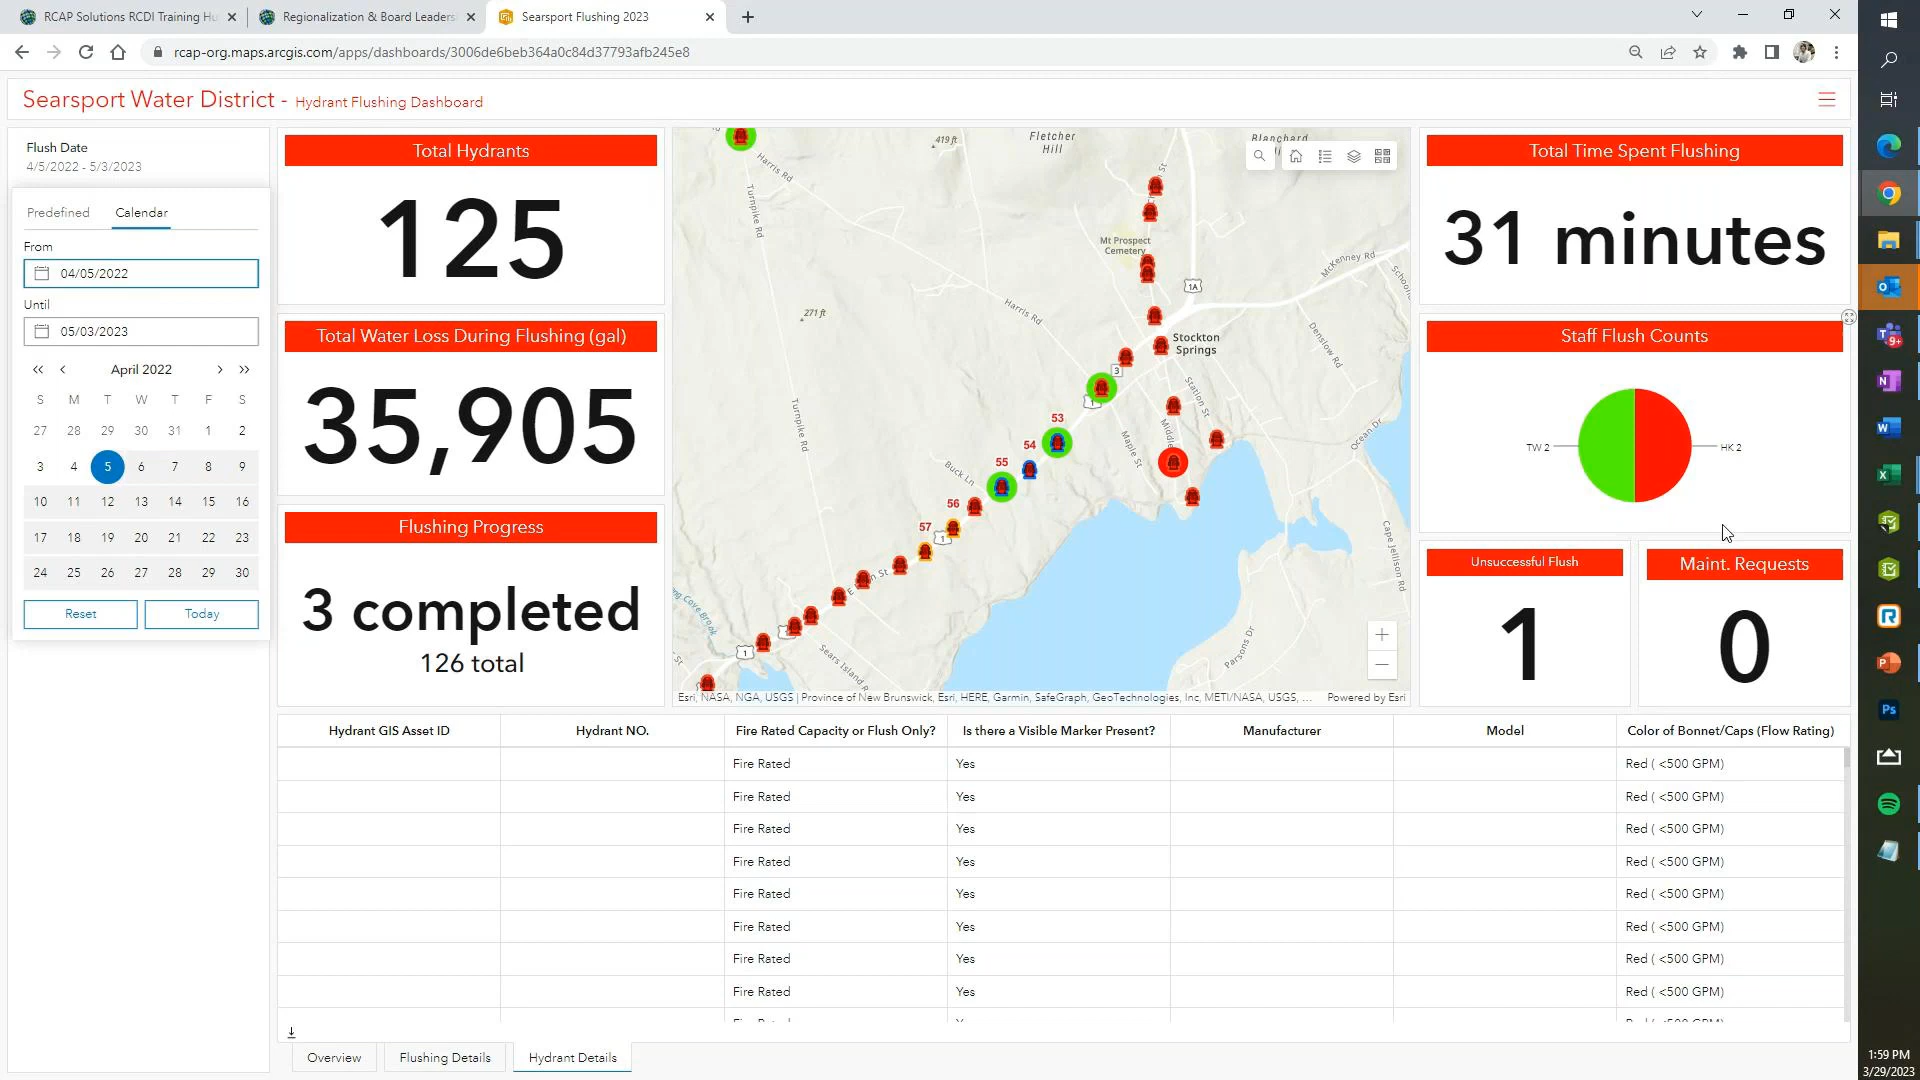 RCAP Solutions RCDI Training Hu
Regionalization & Board Leaders
Searsport Flushing 2023
rcap-org.maps.arcgis.com/apps/dashboards/3006de6beb364a0c84d37793afb245e8
Searsport Water District - Hydrant Flushing Dashboard
Flush Date
4/5/2022 - 5/3/2023
Predefined
Calendar
From
04/05/2022
Until
05/03/2023
April 2022
S M T W T F S
27 28 29 30 31 1 2
3 4 5 6 7 8 9
10 11 12 13 14 15 16
17 18 19 20 21 22 23
24 25 26 27 28 29 30
Reset
Today
Total Hydrants
125
Total Water Loss During Flushing (gal)
35,905
Flushing Progress
3 completed
126 total
419 ft
Fletcher
Hill
Blanchard
Harris Rd
Turnpike Rd
Mt Prospect
Cemetery
McKenney Rd
1A
271 ft
Harris Rd
Denslow Rd
Stockton
Springs
3
1
Station St
Turnpike Rd
Maple St
Ocean Dr
53
54
55
Buck Ln
56
57
1
Cape Jellison Rd
1
Sears Island R
Parsons Dr
Esri, NASA, NGA, USGS | Province of New Brunswick, Esri, HERE, Garmin, SafeGraph, GeoTechnologies, Inc, METI/NASA, USGS, ...
Powered by Esri
Total Time Spent Flushing
31 minutes
Staff Flush Counts
TW 2
HK 2
Unsuccessful Flush
1
Maint. Requests
0
Hydrant GIS Asset ID
Hydrant NO.
Fire Rated Capacity or Flush Only?
Is there a Visible Marker Present?
Manufacturer
Model
Color of Bonnet/Caps (Flow Rating)
Fire Rated Yes Red ( <500 GPM)
Fire Rated Yes Red ( <500 GPM)
Fire Rated Yes Red ( <500 GPM)
Fire Rated Yes Red ( <500 GPM)
Fire Rated Yes Red ( <500 GPM)
Fire Rated Yes Red ( <500 GPM)
Fire Rated Yes Red ( <500 GPM)
Fire Rated Yes Red ( <500 GPM)
Overview
Flushing Details
Hydrant Details
9+
1:59 PM
3/29/2023